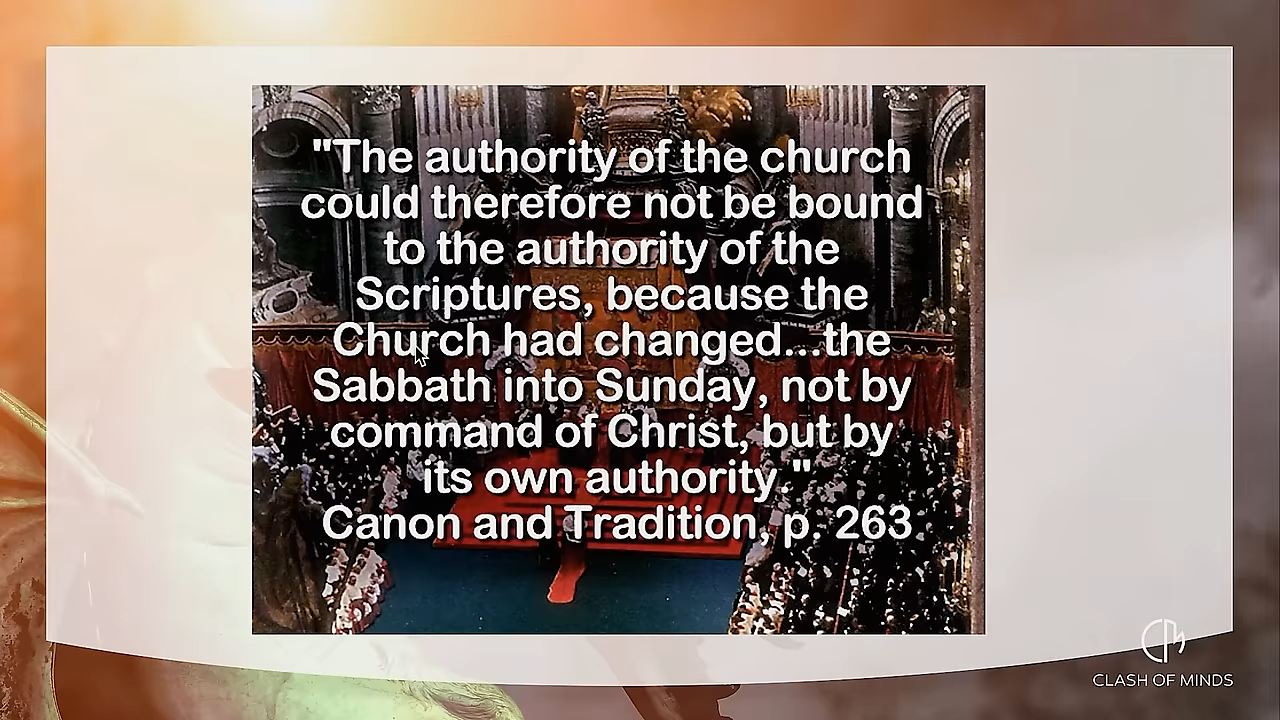 "The authority of the church
could therefore not be bound
to the authority of the
Scriptures, because the
Church had changed...the
Sabbath into Sunday, not by
command of Christ, but by
its own authority."
Canon and Tradition, p. 263
CLASH OF MINDS